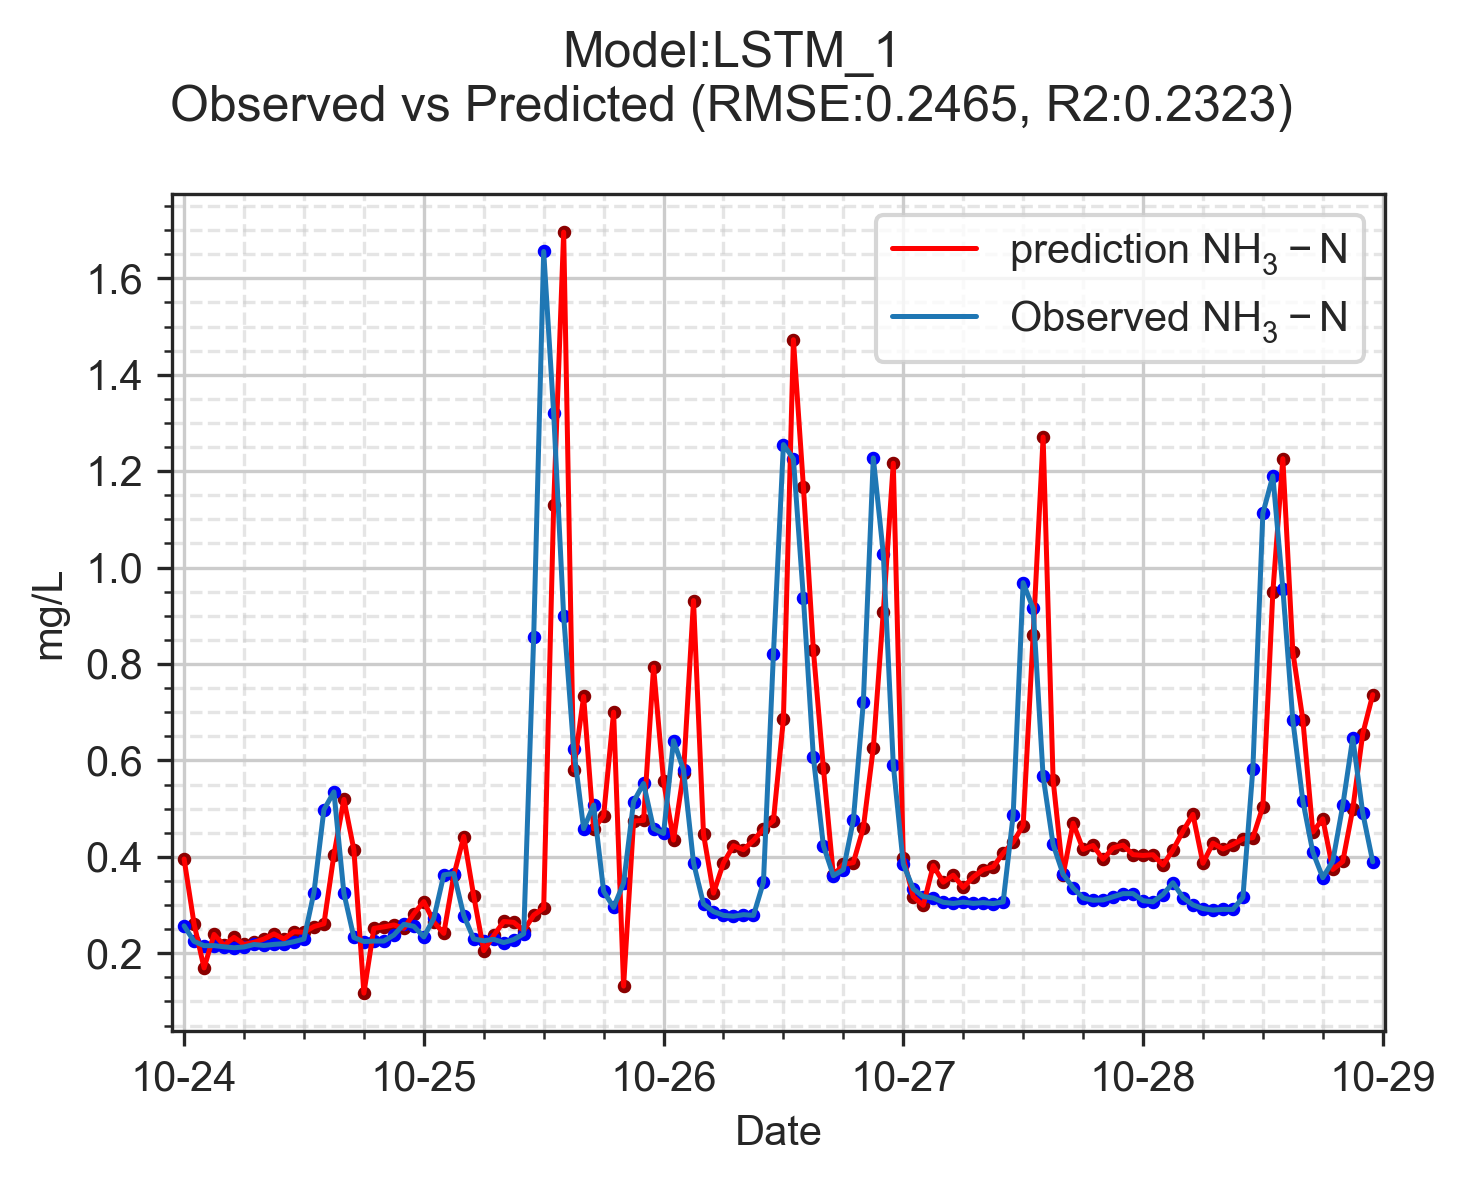 Model:LSTM_1
Observed vs Predicted (RMSE:0.2465, R2:0.2323)
prediction NH₃ − N
Observed NH₃ − N
1.6
1.4
1.2
1.0
0.8
0.6
0.4
0.2
mg/L
10-24 10-25 10-26 10-27 10-28 10-29
Date